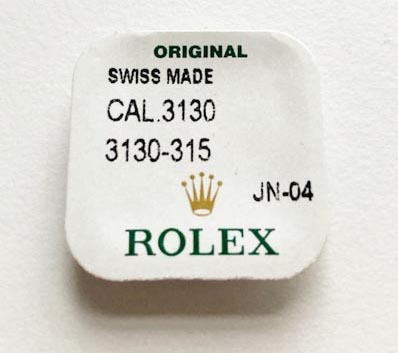 ORIGINAL
SWISS MADE
CAL.3130
3130-315
JN-04
ROLEX